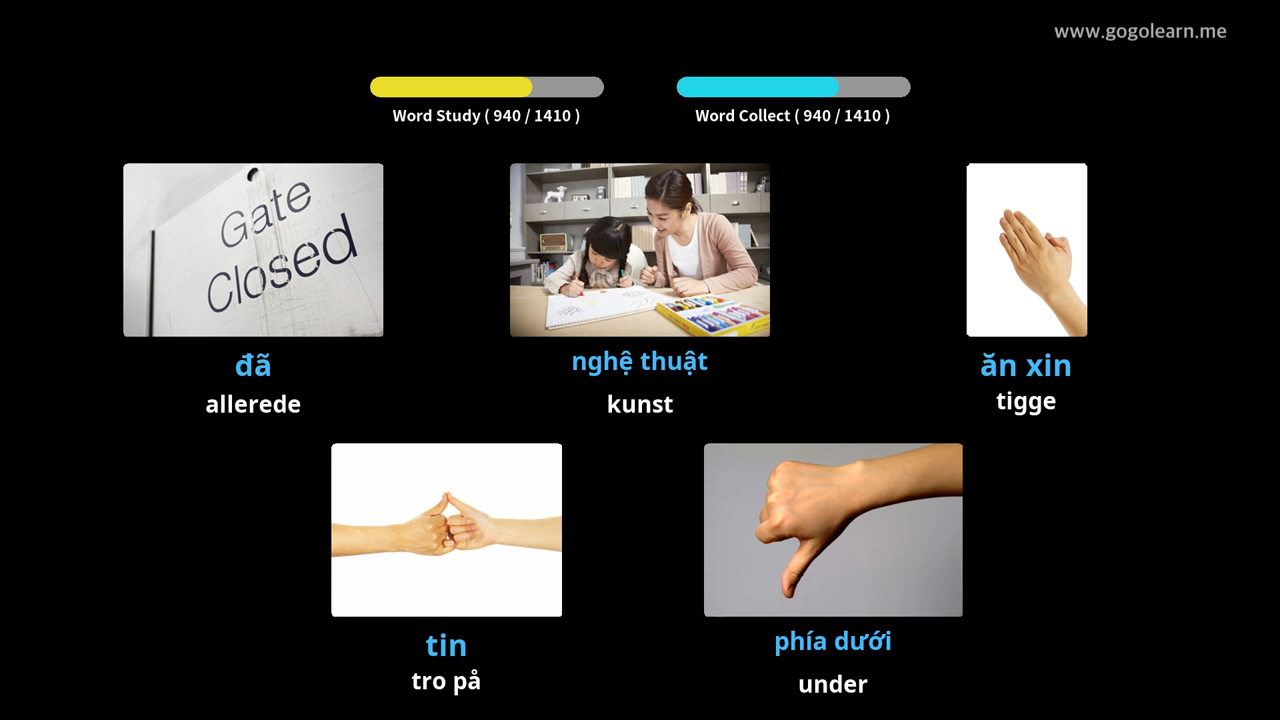 www.gogolearn.me
Word Study ( 940 / 1410 )
Word Collect ( 940 / 1410 )
Gate
Closed
đã
allerede
nghệ thuật
kunst
ăn xin
tigge
tin
tro på
phía dưới
under